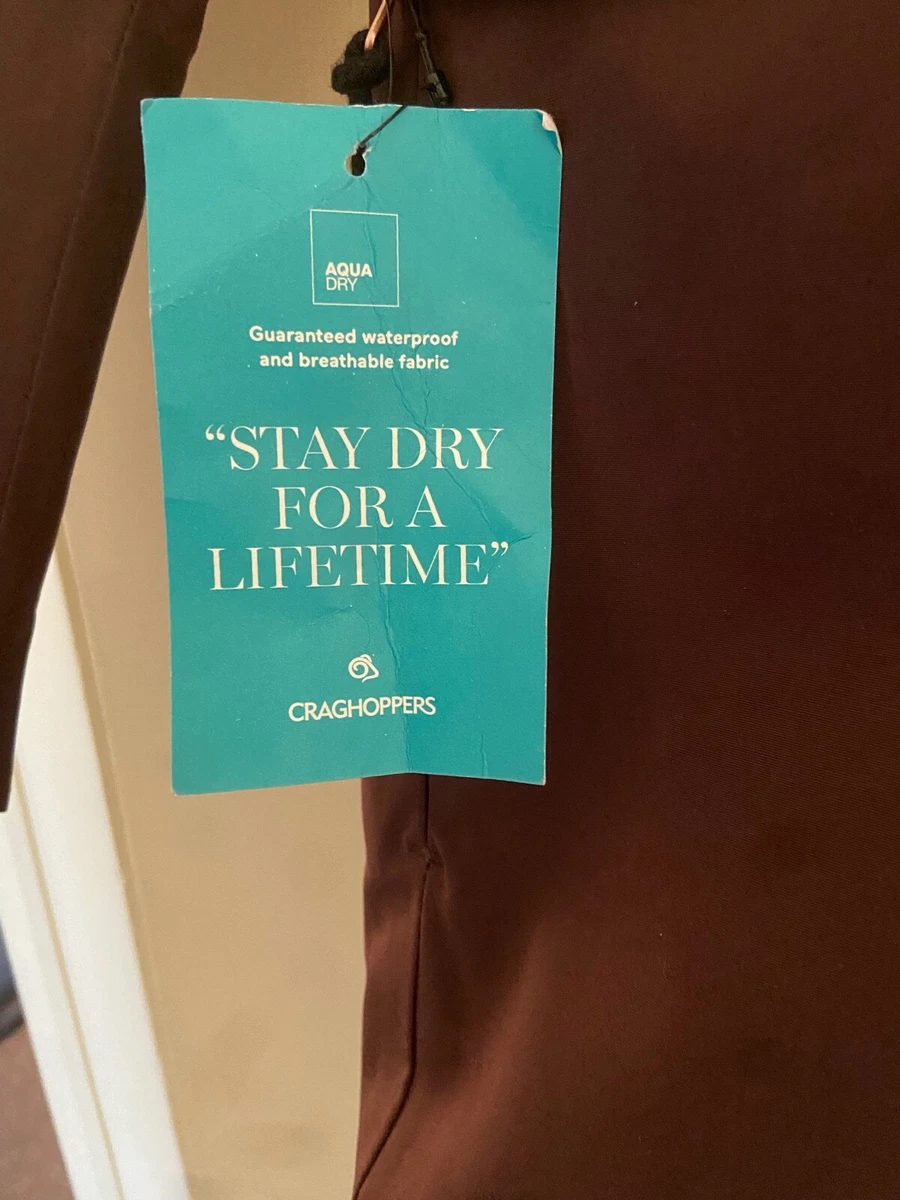 AQUA
DRY
Guaranteed waterproof
and breathable fabric
“STAY DRY
FOR A
LIFETIME”
CRAGHOPPERS